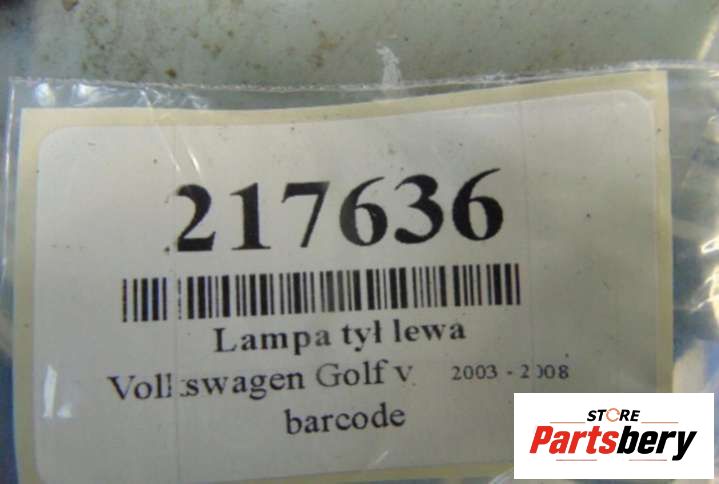 217636
Lampa tył lewa
Volkswagen Golf v 2003 - 2008
barcode
STORE
Partsbery